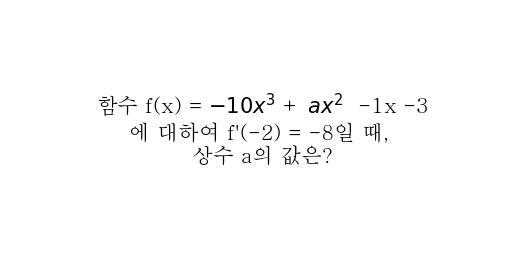 함수 f(x) = −10x³ + ax² −1x −3
에 대하여 f'(−2) = −8일 때,
상수 a의 값은?